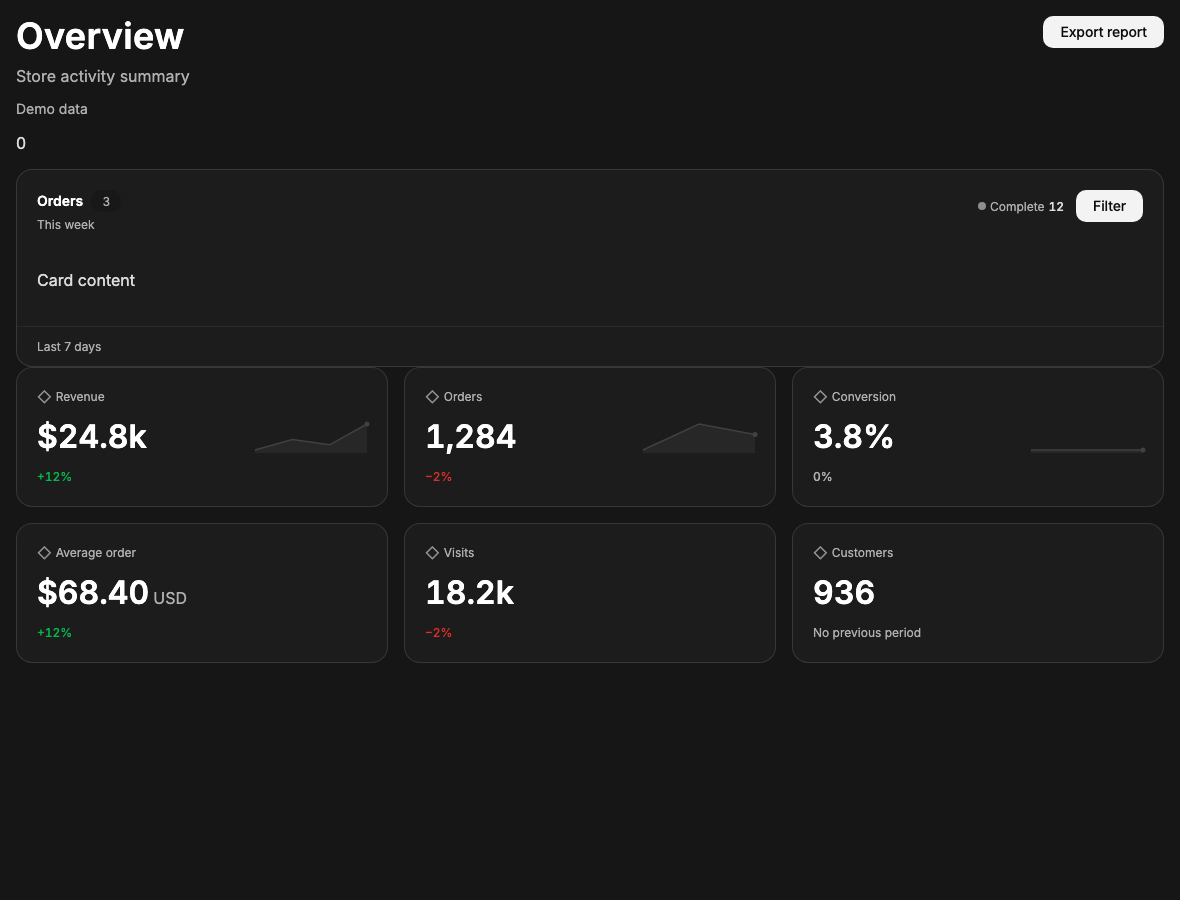 Overview
Export report
Store activity summary
Demo data
0
Orders 3
This week
Complete 12
Filter
Card content
Last 7 days
Revenue
$24.8k
+12%
Orders
1,284
−2%
Conversion
3.8%
0%
Average order
$68.40 USD
+12%
Visits
18.2k
−2%
Customers
936
No previous period